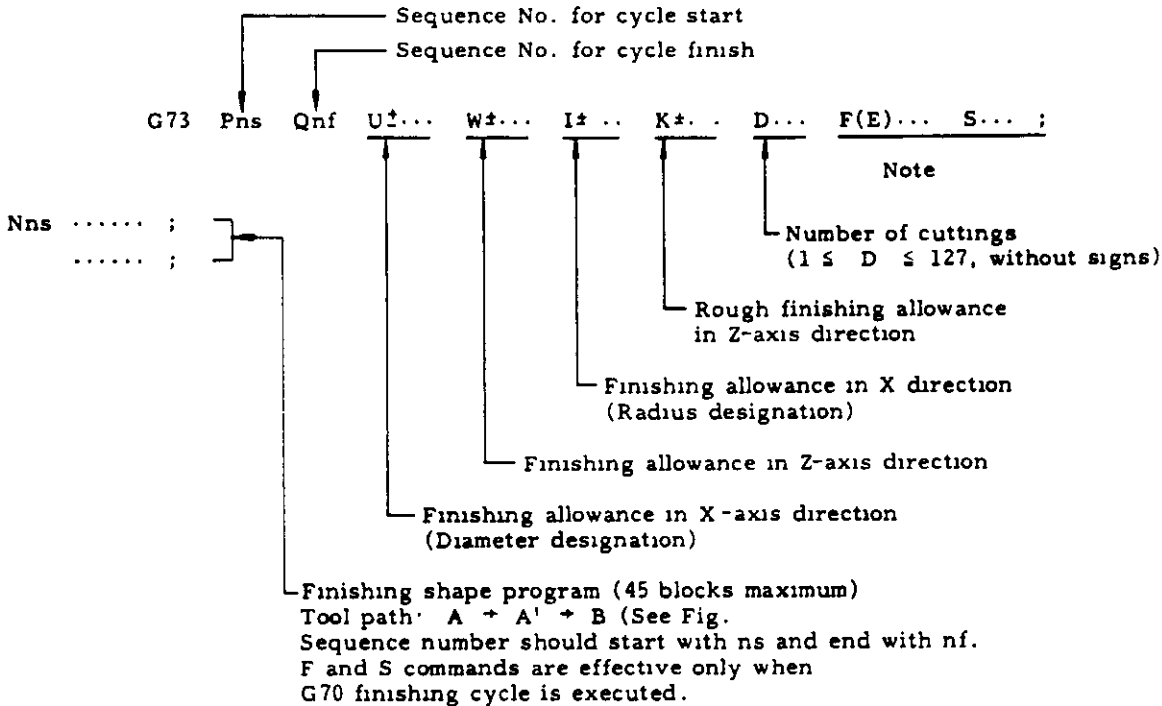 Sequence No. for cycle start
Sequence No. for cycle finish
G73 Pns Qnf U±... W±... I± .. K±.. D... F(E)... S... ;
Note
Nns ...... ;
...... ;
Number of cuttings
(1 ≤ D ≤ 127, without signs)
Rough finishing allowance
in Z-axis direction
Finishing allowance in X direction
(Radius designation)
Finishing allowance in Z-axis direction
Finishing allowance in X-axis direction
(Diameter designation)
Finishing shape program (45 blocks maximum)
Tool path· A → A' → B (See Fig.
Sequence number should start with ns and end with nf.
F and S commands are effective only when
G70 finishing cycle is executed.